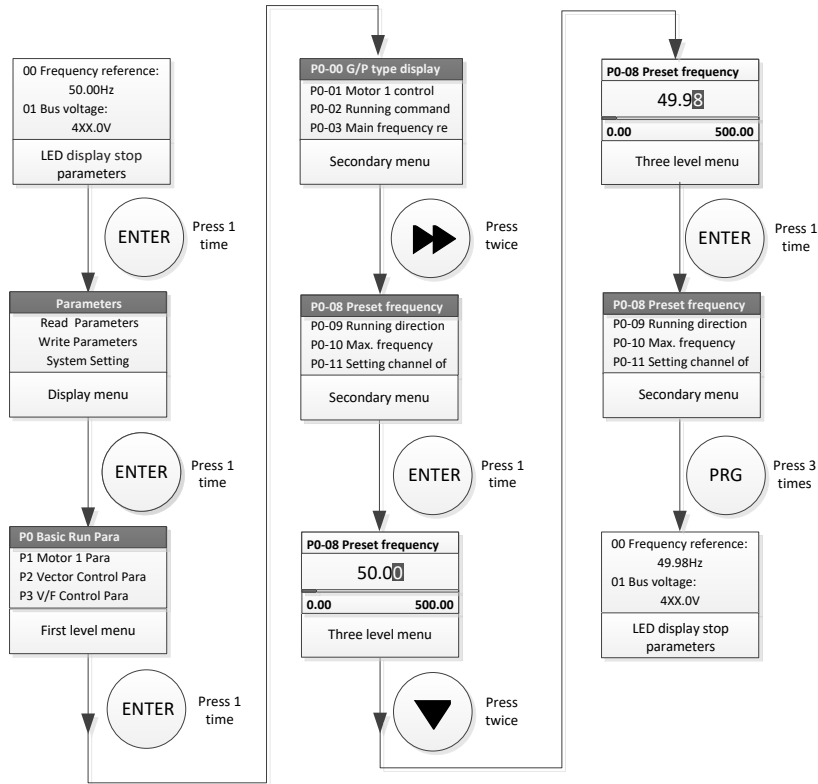 00 Frequency reference:
50.00Hz
01 Bus voltage:
4XX.0V
LED display stop
parameters
ENTER
Press 1
time
Parameters
Read Parameters
Write Parameters
System Setting
Display menu
ENTER
Press 1
time
P0 Basic Run Para
P1 Motor 1 Para
P2 Vector Control Para
P3 V/F Control Para
First level menu
ENTER
Press 1
time
P0-00 G/P type display
P0-01 Motor 1 control
P0-02 Running command
P0-03 Main frequency re
Secondary menu
Press
twice
P0-08 Preset frequency
P0-09 Running direction
P0-10 Max. frequency
P0-11 Setting channel of
Secondary menu
ENTER
Press 1
time
P0-08 Preset frequency
50.00
0.00 500.00
Three level menu
Press
twice
P0-08 Preset frequency
49.98
0.00 500.00
Three level menu
ENTER
Press 1
time
P0-08 Preset frequency
P0-09 Running direction
P0-10 Max. frequency
P0-11 Setting channel of
Secondary menu
PRG
Press 3
times
00 Frequency reference:
49.98Hz
01 Bus voltage:
4XX.0V
LED display stop
parameters